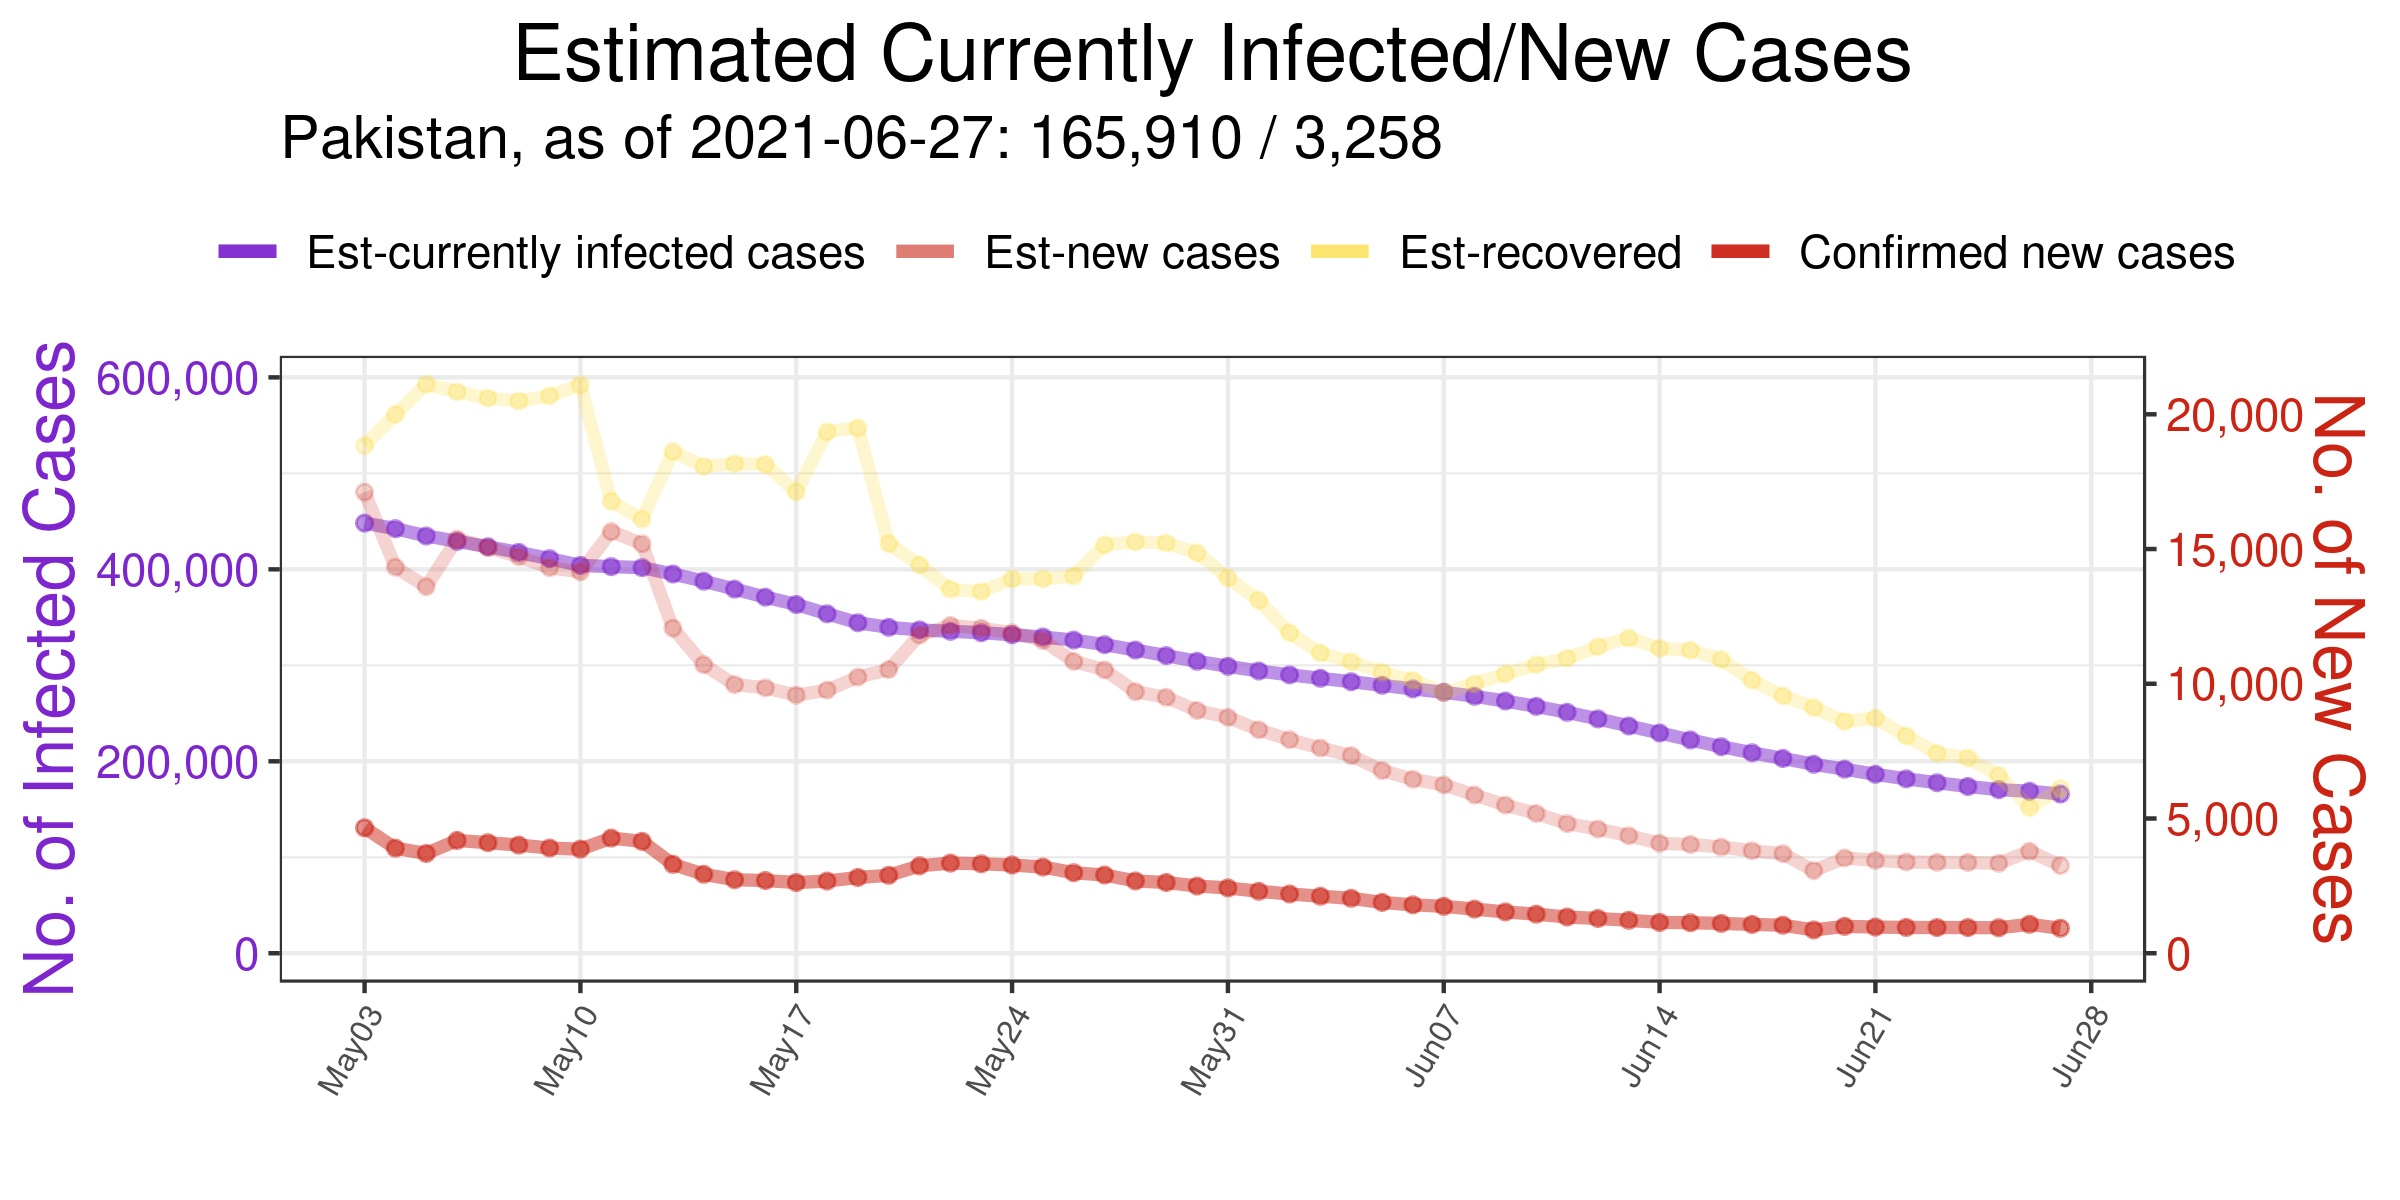 Estimated Currently Infected/New Cases
Pakistan, as of 2021-06-27: 165,910 / 3,258
Est-currently infected cases Est-new cases Est-recovered Confirmed new cases
No. of Infected Cases
600,000
400,000
200,000
0
20,000
15,000
10,000
5,000
0
No. of New Cases
May03 May10 May17 May24 May31 Jun07 Jun14 Jun21 Jun28